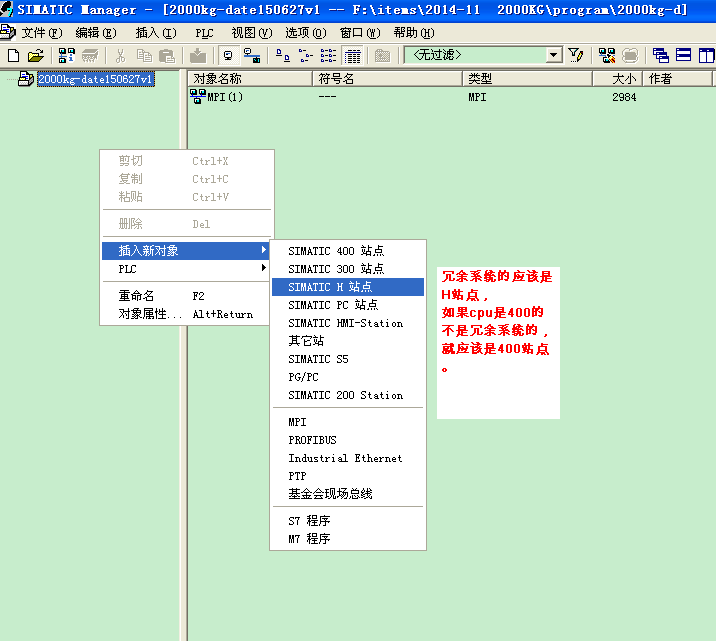 SIMATIC Manager - [2000kg-date150627v1 -- F:\items\2014-11  2000KG\program\2000kg-d]
文件(F) 编辑(E) 插入(I) PLC 视图(V) 选项(O) 窗口(W) 帮助(H)
<无过滤>
2000kg-date150627v1
对象名称 符号名 类型 大小 作者
MPI(1) --- MPI 2984
剪切 Ctrl+X
复制 Ctrl+C
粘贴 Ctrl+V
删除 Del
插入新对象
PLC
重命名 F2
对象属性... Alt+Return
SIMATIC 400 站点
SIMATIC 300 站点
SIMATIC H 站点
SIMATIC PC 站点
SIMATIC HMI-Station
其它站
SIMATIC S5
PG/PC
SIMATIC 200 Station
MPI
PROFIBUS
Industrial Ethernet
PTP
基金会现场总线
S7 程序
M7 程序
冗余系统的应该是
H站点，
如果cpu是400的
不是冗余系统的，
就应该是400站点
。